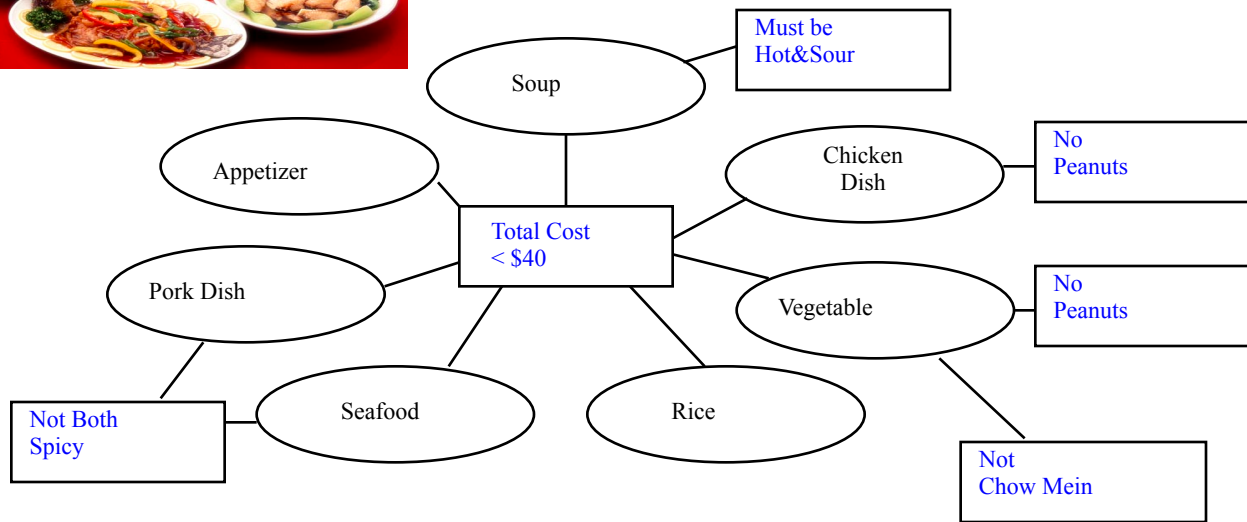 Must be
Hot&Sour
Soup
No
Peanuts
Chicken
Dish
Appetizer
Total Cost
< $40
No
Peanuts
Pork Dish
Vegetable
Not Both
Spicy
Seafood
Rice
Not
Chow Mein